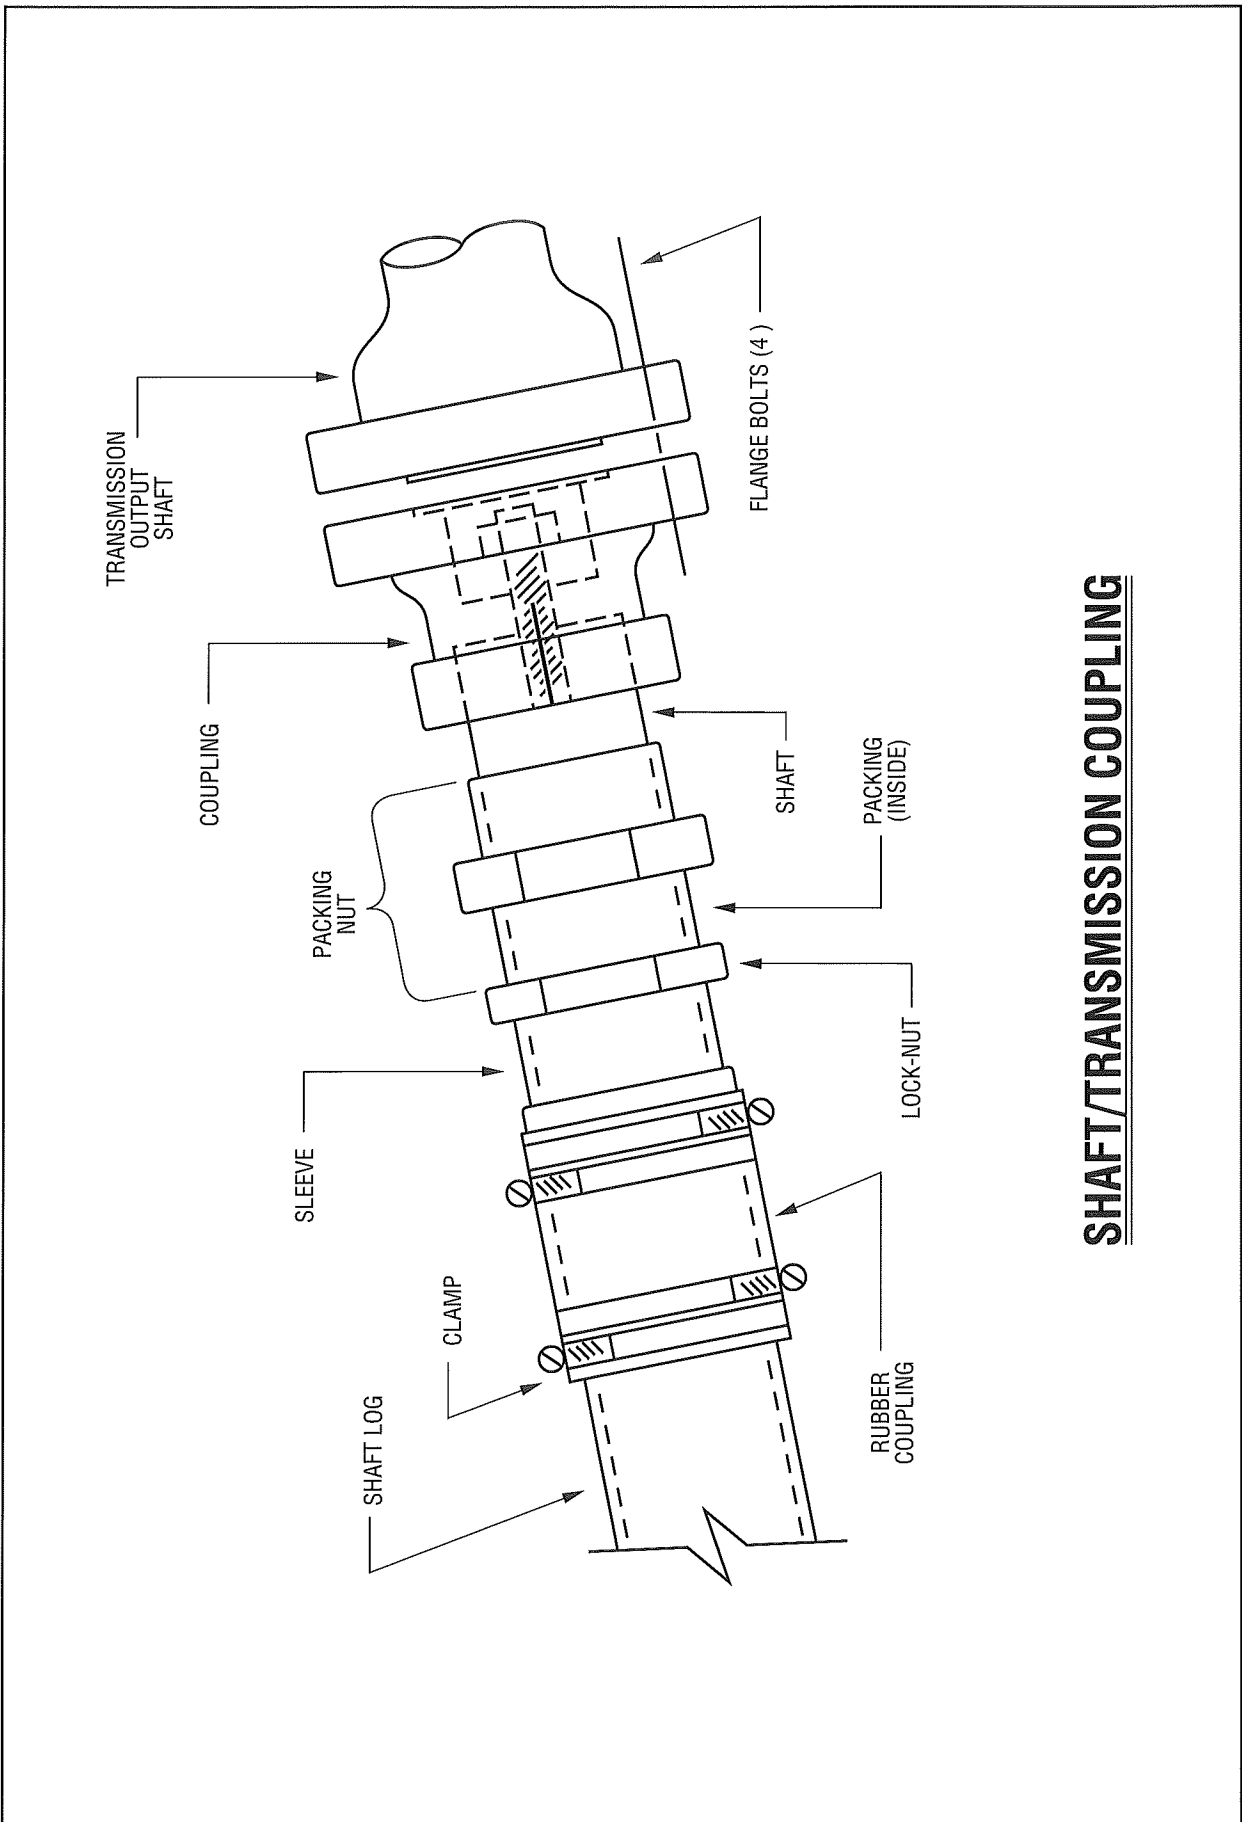 TRANSMISSION
OUTPUT
SHAFT
COUPLING
PACKING
NUT
SLEEVE
CLAMP
SHAFT LOG
FLANGE BOLTS (4 )
SHAFT
PACKING
(INSIDE)
LOCK-NUT
RUBBER
COUPLING
SHAFT/TRANSMISSION COUPLING